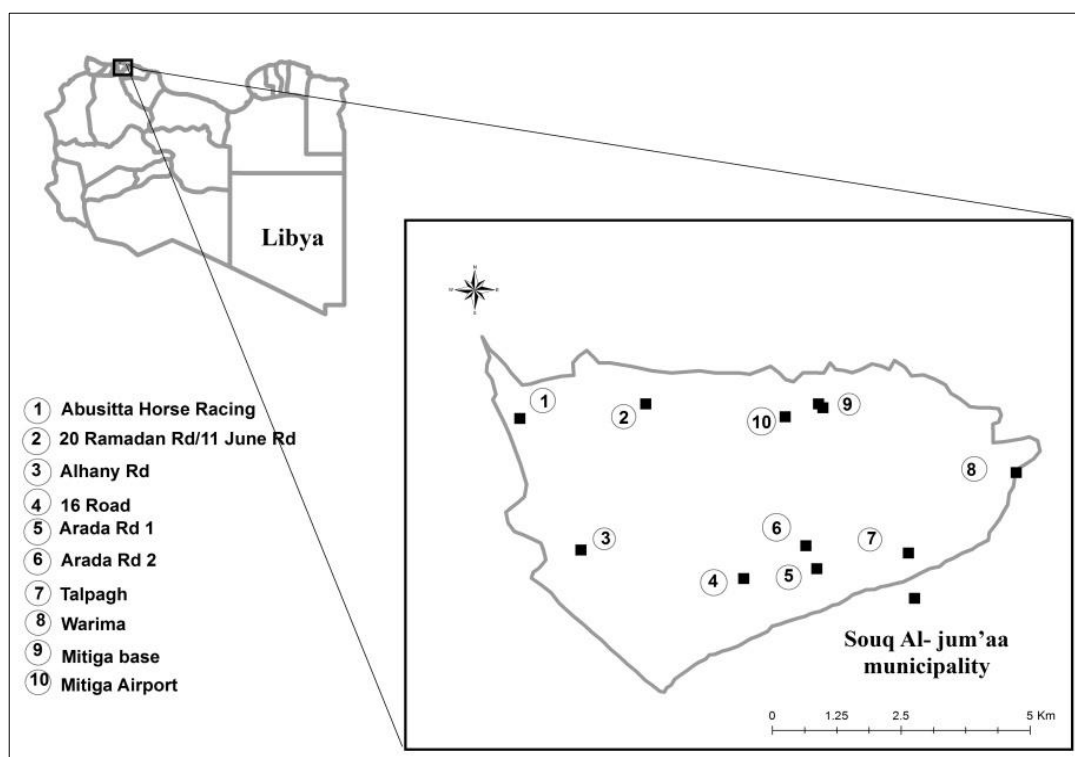 Libya
1 Abusitta Horse Racing
2 20 Ramadan Rd/11 June Rd
3 Alhany Rd
4 16 Road
5 Arada Rd 1
6 Arada Rd 2
7 Talpagh
8 Warima
9 Mitiga base
10 Mitiga Airport
N
W E
S
1
2
10
9
8
3
6
7
4
5
Souq Al- jum’aa
municipality
0 1.25 2.5 5 Km